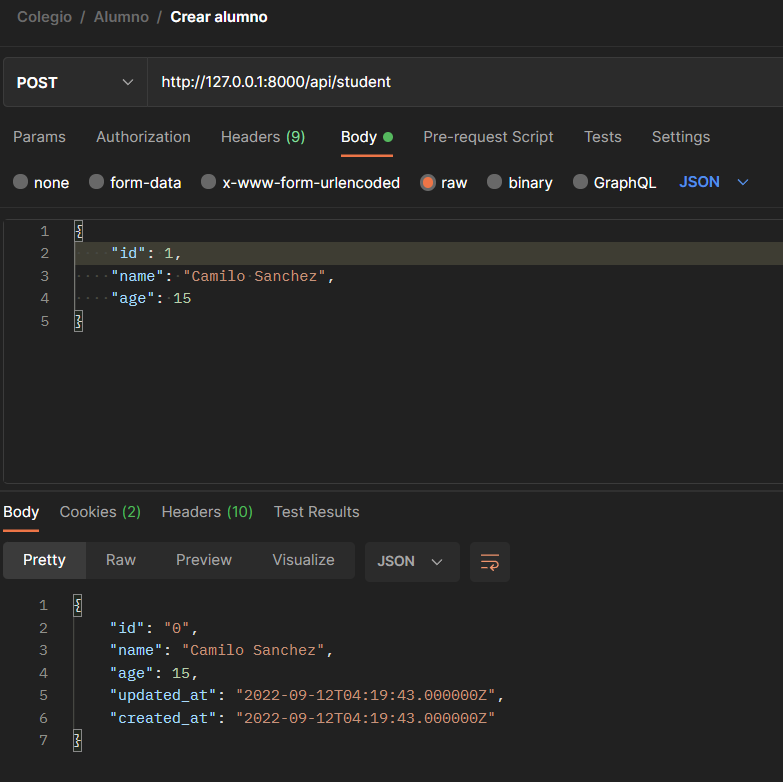 Colegio / Alumno / Crear alumno
POST http://127.0.0.1:8000/api/student
Params Authorization Headers (9) Body Pre-request Script Tests Settings
none form-data x-www-form-urlencoded raw binary GraphQL JSON
1 {
2 "id": 1,
3 "name": "Camilo Sanchez",
4 "age": 15
5 }
Body Cookies (2) Headers (10) Test Results
Pretty Raw Preview Visualize JSON
1 {
2 "id": "0",
3 "name": "Camilo Sanchez",
4 "age": 15,
5 "updated_at": "2022-09-12T04:19:43.000000Z",
6 "created_at": "2022-09-12T04:19:43.000000Z"
7 }